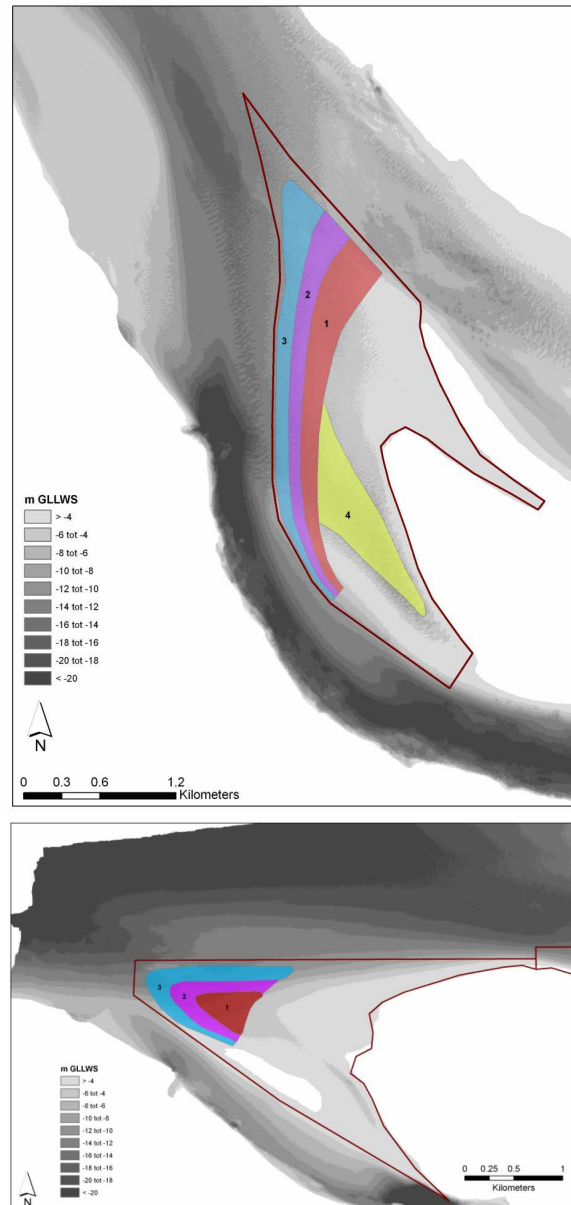 2
1
3
4
m GLLWS
> -4
-6 tot -4
-8 tot -6
-10 tot -8
-12 tot -10
-14 tot -12
-16 tot -14
-18 tot -16
-20 tot -18
< -20
N
0 0.3 0.6 1.2
Kilometers
3
2
1
m GLLWS
> -4
-6 tot -4
-8 tot -6
-10 tot -8
-12 tot -10
-14 tot -12
-16 tot -14
-18 tot -16
-20 tot -18
< -20
N
0 0.25 0.5 1
Kilometers